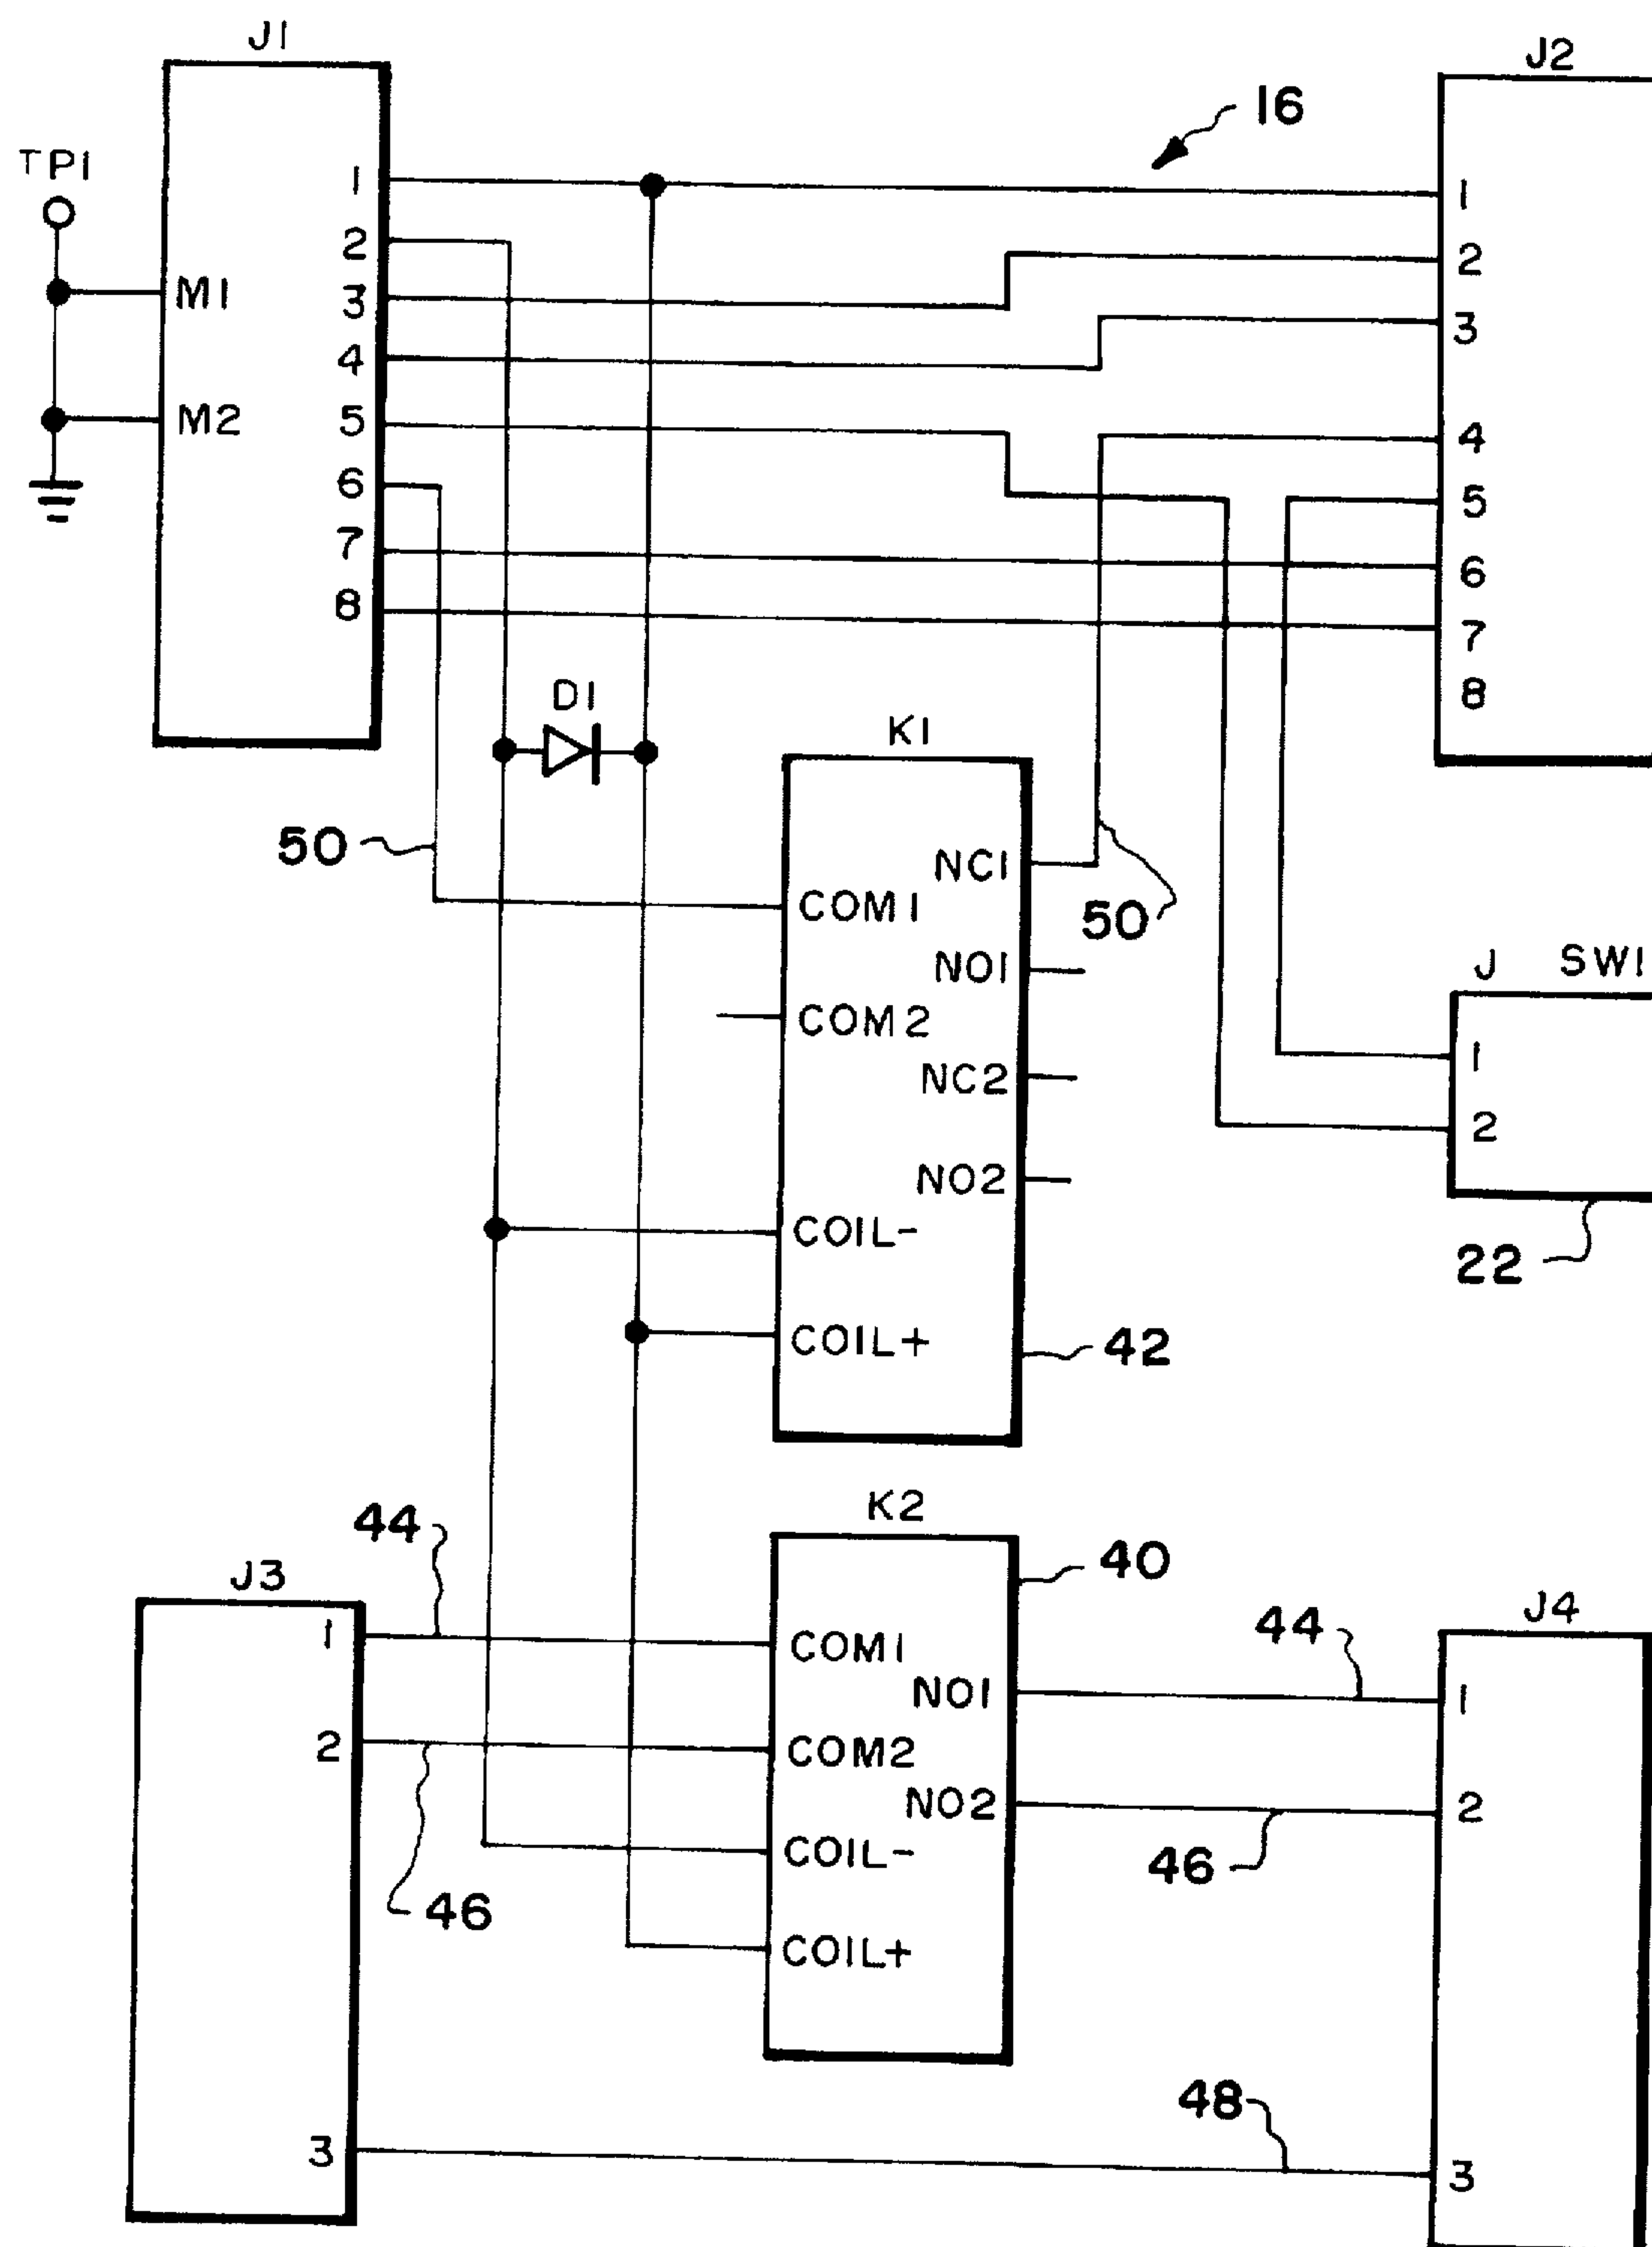 J1
J2
16
TP1
1
2
M1
3
4
M2
5
6
7
8
1
2
3
4
5
6
7
8
D1
K1
50
NC1
COM1
50
NO1
J SW1
COM2
1
NC2
2
NO2
COIL-
22
COIL+
42
K2
44
40
J3
J4
1
COM1
44
NO1
1
2
COM2
NO2
2
COIL-
46
46
COIL+
48
3
3